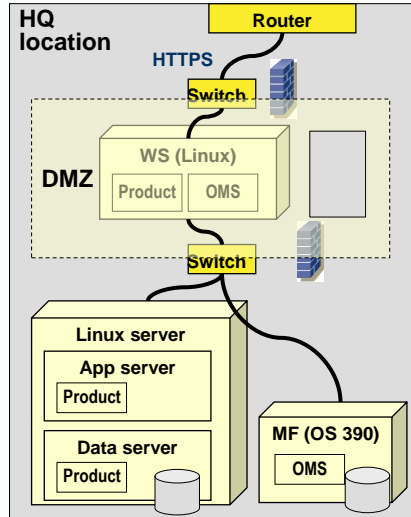 HQ
location
Router
HTTPS
Switch
WS (Linux)
DMZ
Product
OMS
Switch
Linux server
App server
Product
Data server
Product
MF (OS 390)
OMS